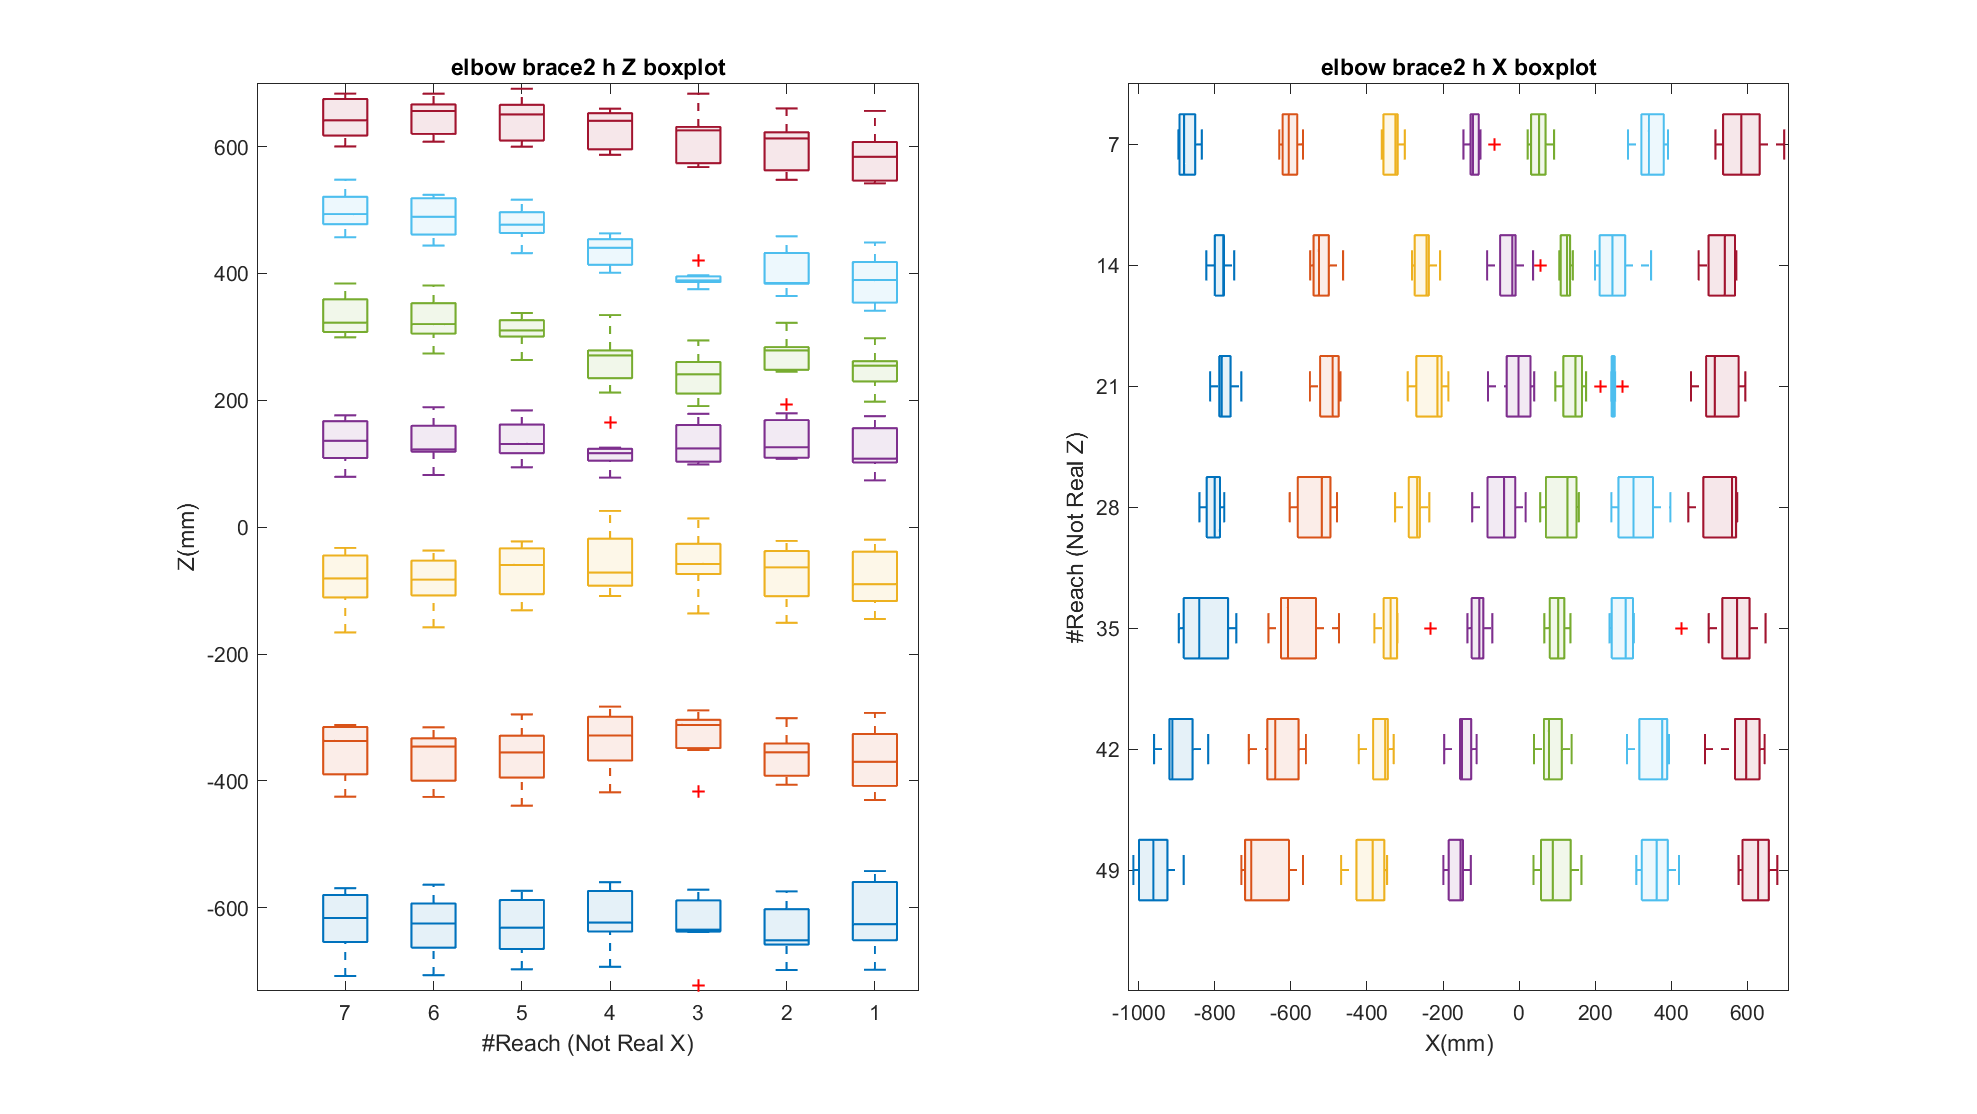 elbow brace2 h Z boxplot
600
400
200
0
-200
-400
-600
Z(mm)
7 6 5 4 3 2 1
#Reach (Not Real X)
elbow brace2 h X boxplot
7
14
21
28
35
42
49
#Reach (Not Real Z)
-1000 -800 -600 -400 -200 0 200 400 600
X(mm)